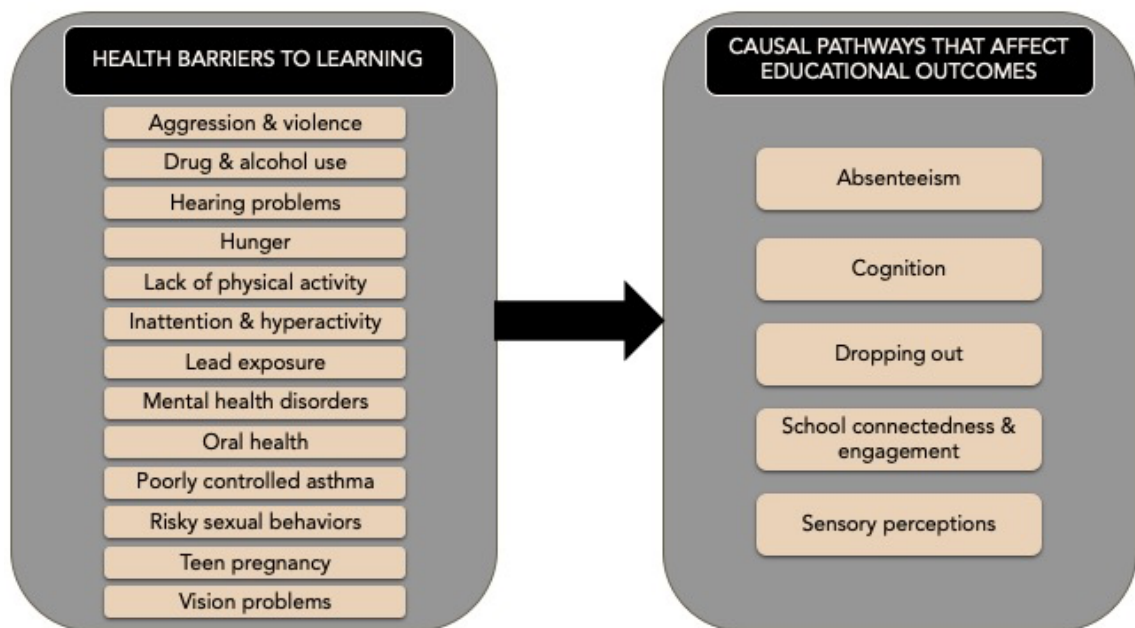 HEALTH BARRIERS TO LEARNING
Aggression & violence
Drug & alcohol use
Hearing problems
Hunger
Lack of physical activity
Inattention & hyperactivity
Lead exposure
Mental health disorders
Oral health
Poorly controlled asthma
Risky sexual behaviors
Teen pregnancy
Vision problems
CAUSAL PATHWAYS THAT AFFECT
EDUCATIONAL OUTCOMES
Absenteeism
Cognition
Dropping out
School connectedness &
engagement
Sensory perceptions